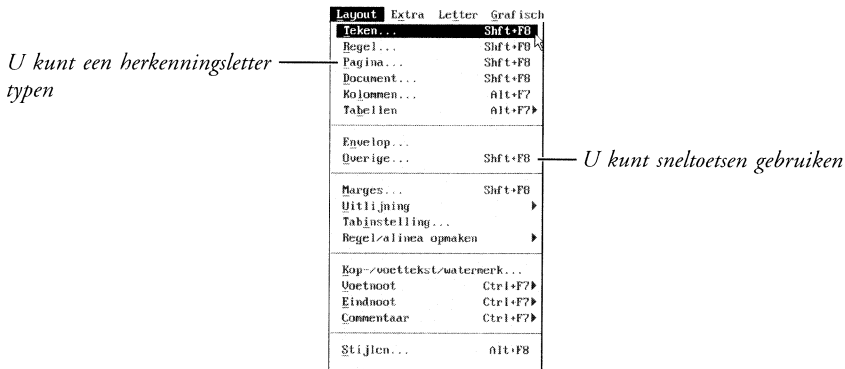 Layout Extra Letter Grafisch
Teken... Shft+F8
Regel... Shft+F8
U kunt een herkenningsletter
typen
Pagina... Shft+F8
Document... Shft+F8
Kolommen... Alt+F7
Tabellen Alt+F7
Envelop...
Overige... Shft+F8
U kunt sneltoetsen gebruiken
Marges... Shft+F8
Uitlijning
Tabinstelling...
Regel/alinea opmaken
Kop-/voettekst/watermerk...
Voetnoot Ctrl+F7
Eindnoot Ctrl+F7
Commentaar Ctrl+F7
Stijlen... Alt+F8